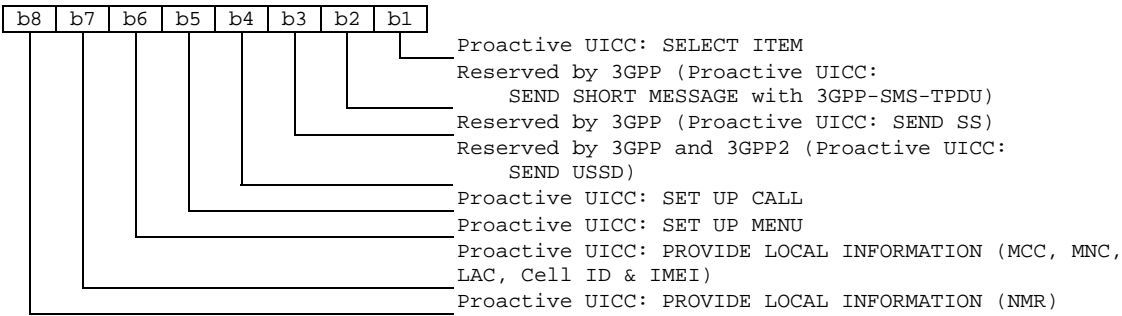 b8 b7 b6 b5 b4 b3 b2 b1
Proactive UICC: SELECT ITEM
Reserved by 3GPP (Proactive UICC:
SEND SHORT MESSAGE with 3GPP-SMS-TPDU)
Reserved by 3GPP (Proactive UICC: SEND SS)
Reserved by 3GPP and 3GPP2 (Proactive UICC:
SEND USSD)
Proactive UICC: SET UP CALL
Proactive UICC: SET UP MENU
Proactive UICC: PROVIDE LOCAL INFORMATION (MCC, MNC,
LAC, Cell ID & IMEI)
Proactive UICC: PROVIDE LOCAL INFORMATION (NMR)